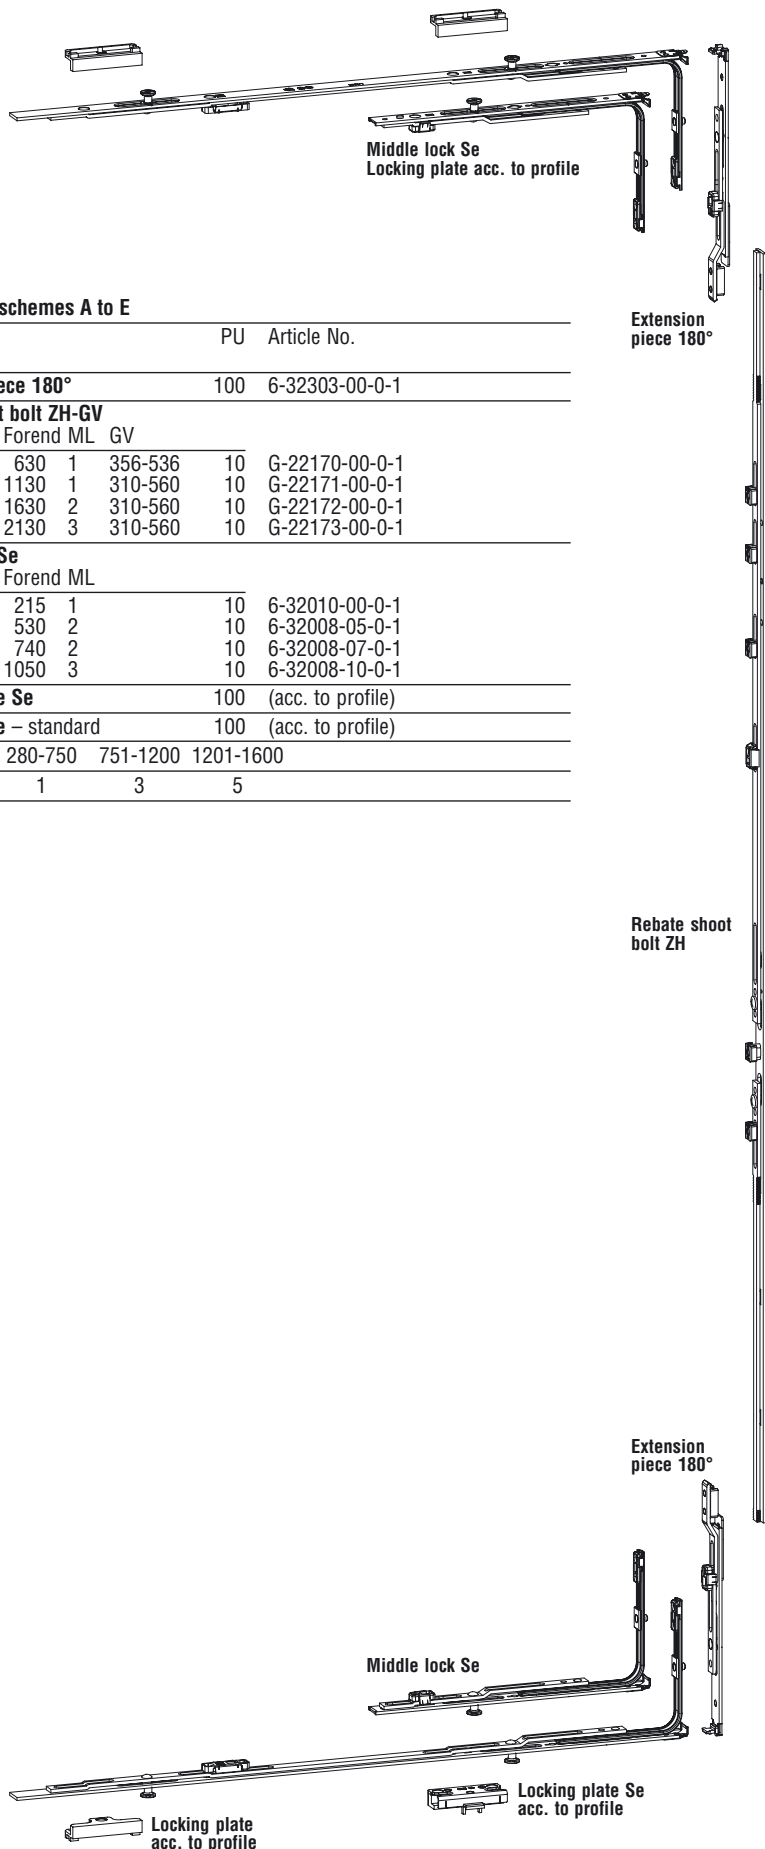 Middle lock Se
Locking plate acc. to profile
schemes A to E
PU Article No.
ece 180° 100 6-32303-00-0-1
t bolt ZH-GV
Forend ML GV
630 1 356-536 10 G-22170-00-0-1
1130 1 310-560 10 G-22171-00-0-1
1630 2 310-560 10 G-22172-00-0-1
2130 3 310-560 10 G-22173-00-0-1
Se
Forend ML
215 1 10 6-32010-00-0-1
530 2 10 6-32008-05-0-1
740 2 10 6-32008-07-0-1
1050 3 10 6-32008-10-0-1
e Se 100 (acc. to profile)
e – standard 100 (acc. to profile)
280-750 751-1200 1201-1600
1 3 5
Extension
piece 180°
Rebate shoot
bolt ZH
Extension
piece 180°
Middle lock Se
Locking plate Se
acc. to profile
Locking plate
acc. to profile